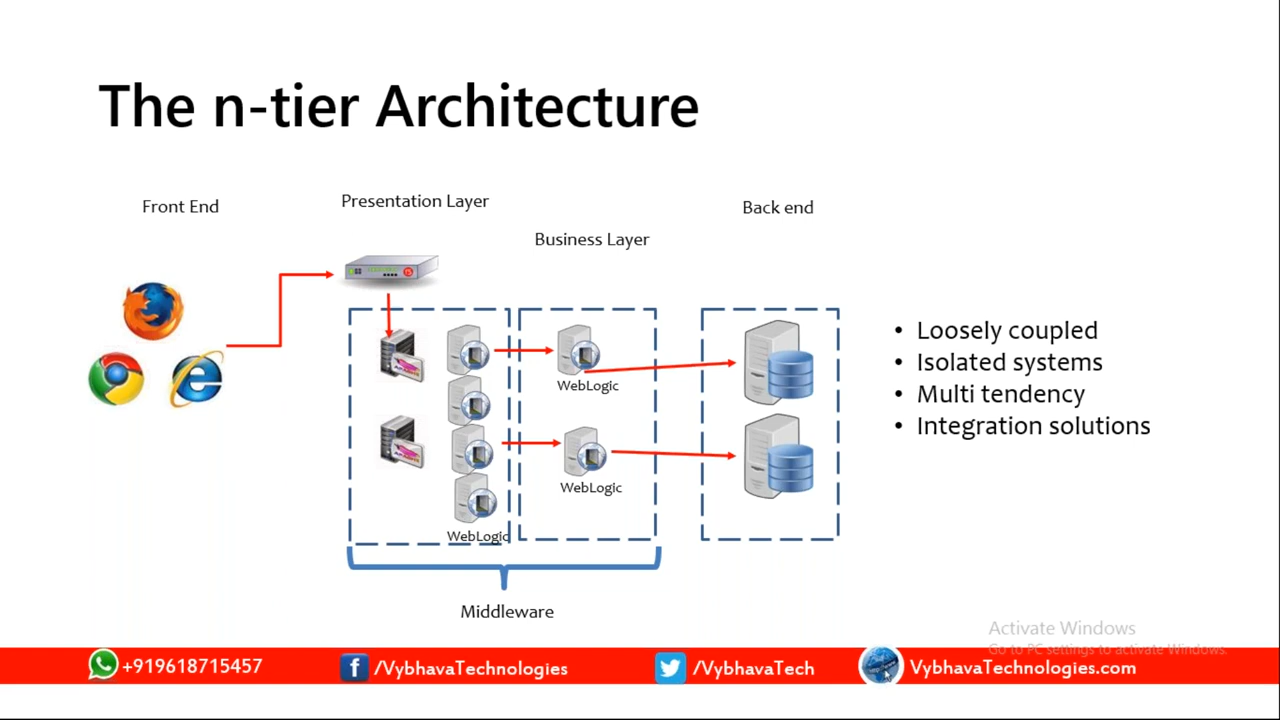 The n-tier Architecture
Front End
Presentation Layer
Business Layer
Back end
WebLogic
WebLogic
WebLogic
Middleware
• Loosely coupled
• Isolated systems
• Multi tendency
• Integration solutions
Activate Windows
Go to PC settings to activate Windows.
+919618715457
/VybhavaTechnologies
/VybhavaTech
VybhavaTechnologies.com